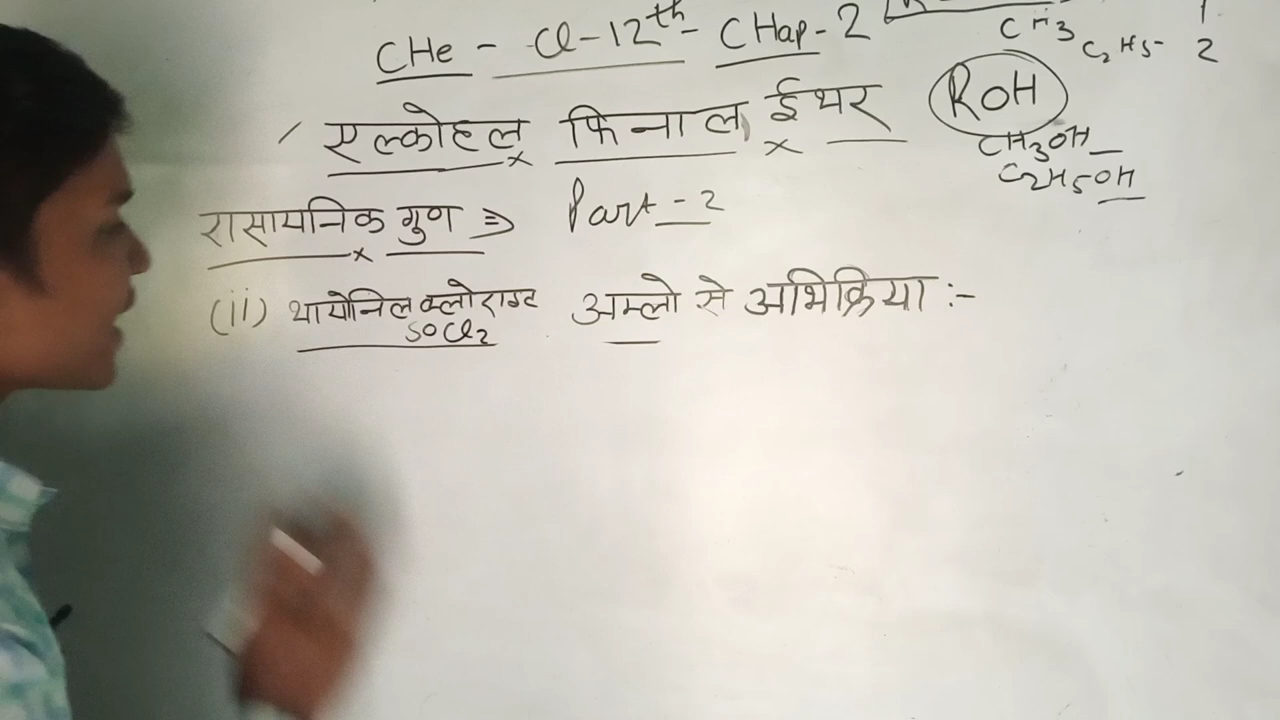 CHe - Cl-12th- CHap-2
CH3
C2H5-
1
2
एल्कोहल फिनाल ईथर
ROH
CH3OH
C2H5OH
रासायनिक गुण ⇒ Part-2
(ii) थायोनिल क्लोराइड अम्लो से अभिक्रिया :-
SOCl2